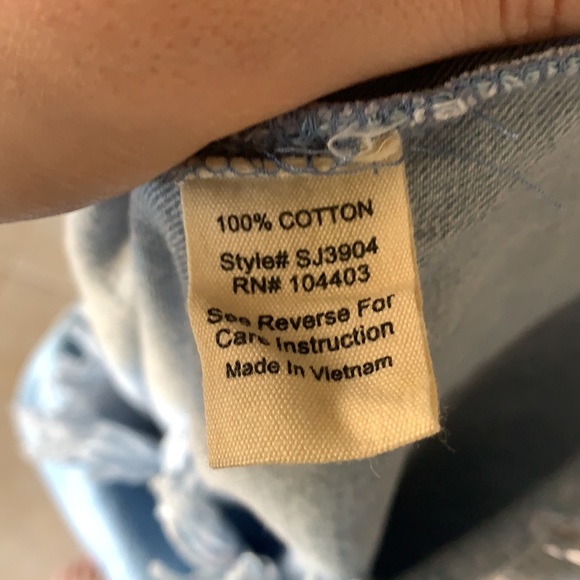 100% COTTON
Style# SJ3904
RN# 104403
See Reverse For
Care Instruction
Made In Vietnam